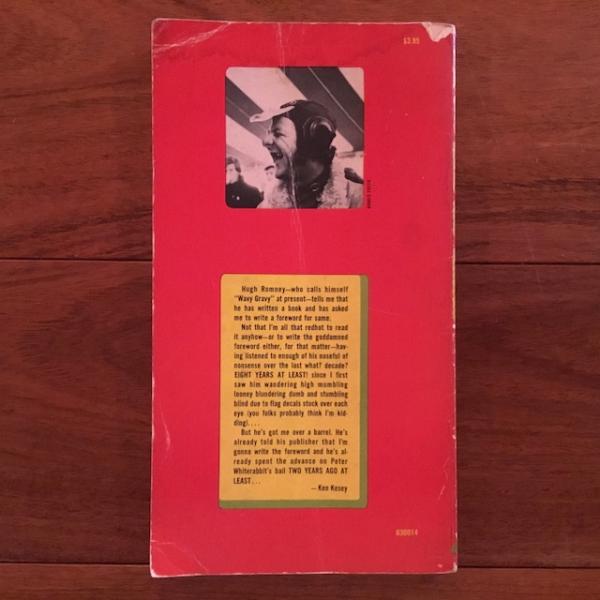 $3.95
Hugh Romney—who calls himself
"Wavy Gravy" at present—tells me that
he has written a book and has asked
me to write a foreword for same.
Not that I'm all that redhot to read
it anyhow—or to write the goddamned
foreword either, for that matter—hav-
ing listened to enough of his noseful of
nonsense over the last what? decade?
EIGHT YEARS AT LEAST! since I first
saw him wandering high mumbling
looney blundering dumb and stumbling
blind due to flag decals stuck over each
eye (you folks probably think I'm kid-
ding)....
But he's got me over a barrel. He's
already told his publisher that I'm
gonna write the foreword and he's al-
ready spent the advance on Peter
Whiterabbit's bail TWO YEARS AGO AT
LEAST...
—Ken Kesey
030014